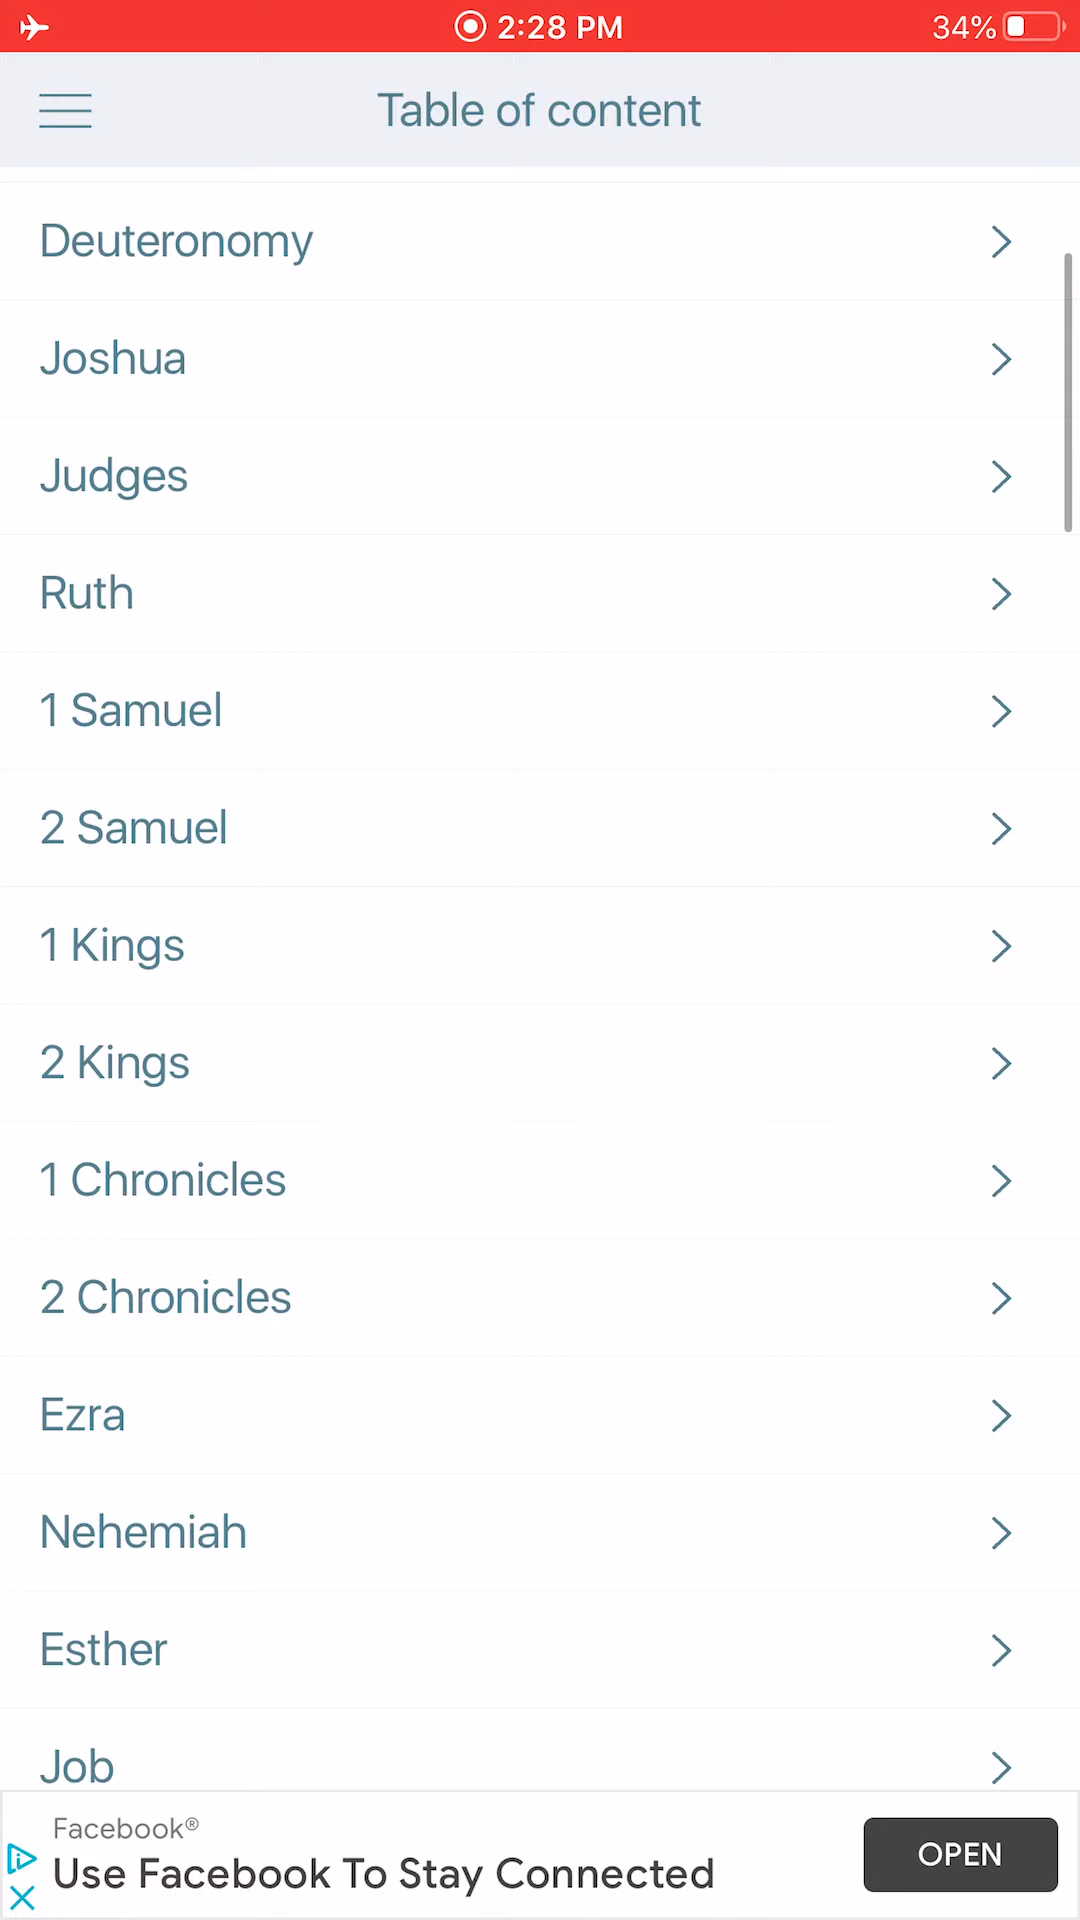 2:28 PM
34%
Table of content
Deuteronomy
Joshua
Judges
Ruth
1 Samuel
2 Samuel
1 Kings
2 Kings
1 Chronicles
2 Chronicles
Ezra
Nehemiah
Esther
Job
Facebook®
Use Facebook To Stay Connected
OPEN